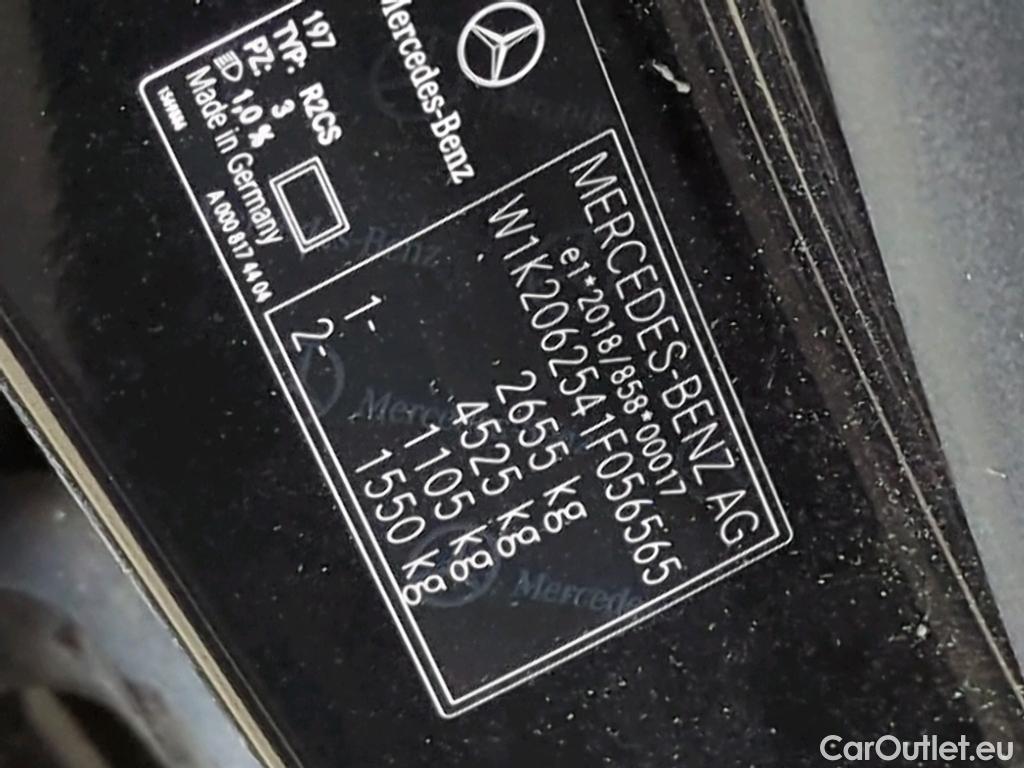 MERCEDES-BENZ AG
e1*2018/858*00017
W1K2062541F056565
2655 kg
4525 kg
1- 1105 kg
2- 1550 kg
Mercedes-Benz
197
TYP: R2CS
PZ: 3
1,0 %
Made in Germany
A 000 817 44 04
Mercedes
CarOutlet.eu